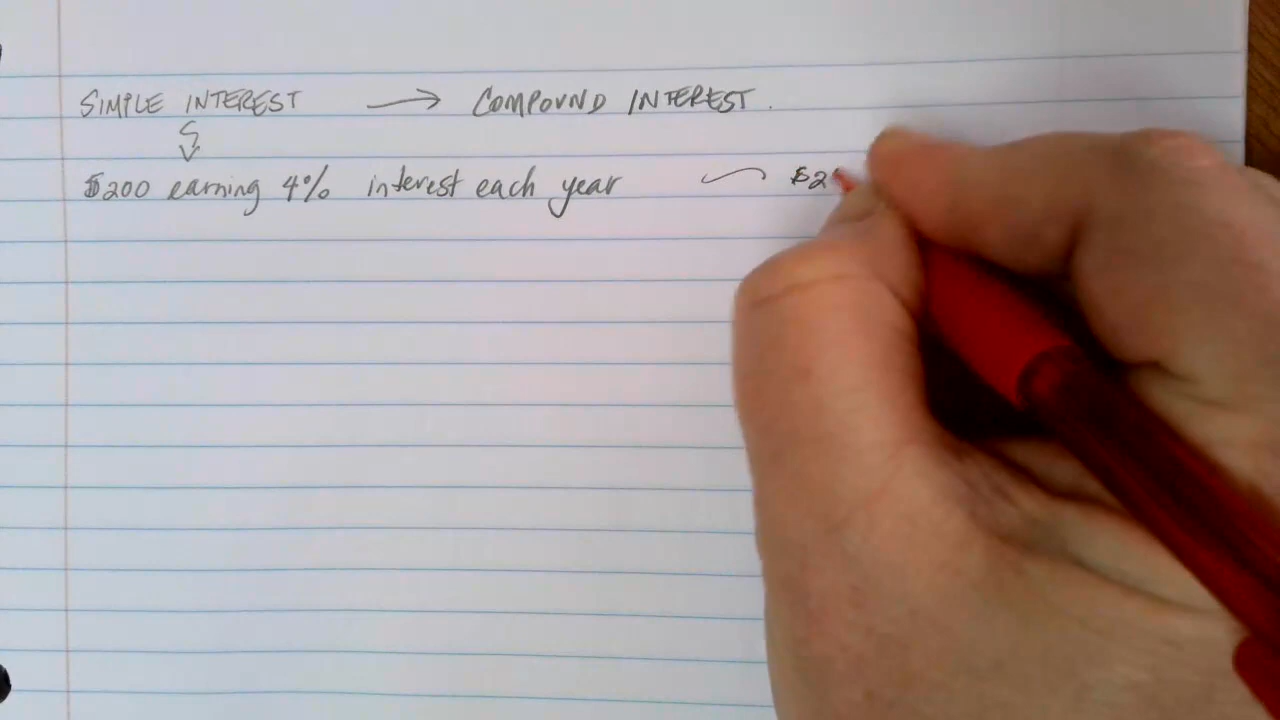 SIMPLE INTEREST → COMPOUND INTEREST.
$200 earning 4% interest each year